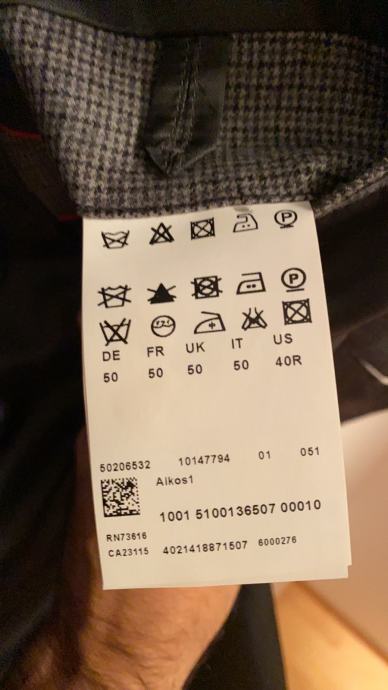 P
P
DE FR UK IT US
50 50 50 50 40R
50206532 10147794 01 051
Aikos1
1001 5100136507 00010
RN73616
CA23115 4021418871507 6000276